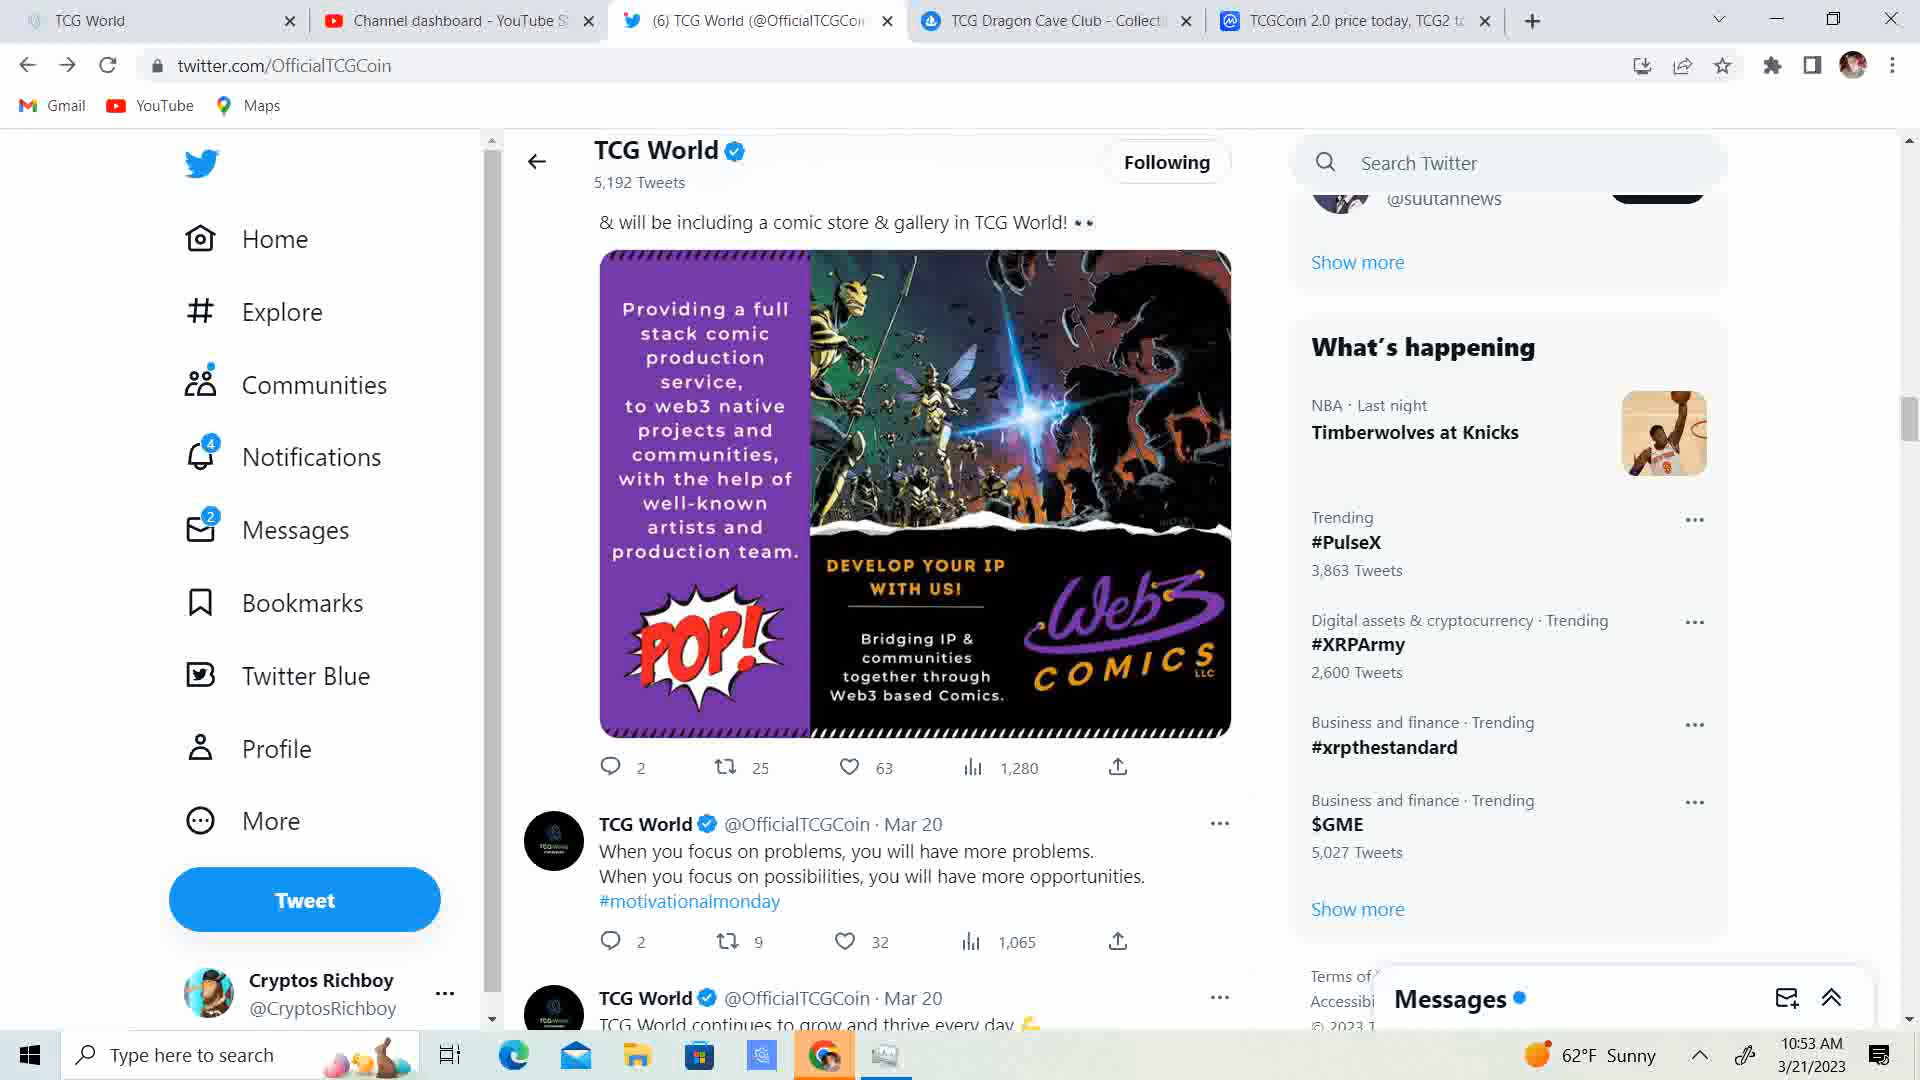 TCG World
Channel dashboard - YouTube S
(6) TCG World (@OfficialTCGCoin
TCG Dragon Cave Club - Collecti
TCGCoin 2.0 price today, TCG2 to
twitter.com/OfficialTCGCoin
Gmail
YouTube
Maps
Home
Explore
Communities
4
Notifications
2
Messages
Bookmarks
Twitter Blue
Profile
More
Tweet
Cryptos Richboy
@CryptosRichboy
TCG World
5,192 Tweets
Following
& will be including a comic store & gallery in TCG World! 👀
Providing a full
stack comic
production
service,
to web3 native
projects and
communities,
with the help of
well-known
artists and
production team.
POP!
DEVELOP YOUR IP
WITH US!
Bridging IP &
communities
together through
Web3 based Comics.
Web3
COMICS
LLC
2 25 63 1,280
TCG World @OfficialTCGCoin · Mar 20
When you focus on problems, you will have more problems.
When you focus on possibilities, you will have more opportunities.
#motivationalmonday
2 9 32 1,065
TCG World @OfficialTCGCoin · Mar 20
TCG World continues to grow and thrive every day 💪
Search Twitter
@suutannews
Show more
What's happening
NBA · Last night
Timberwolves at Knicks
Trending
#PulseX
3,863 Tweets
Digital assets & cryptocurrency · Trending
#XRPArmy
2,600 Tweets
Business and finance · Trending
#xrpthestandard
Business and finance · Trending
$GME
5,027 Tweets
Show more
Terms of
Accessibi
© 2023
Messages
Type here to search
62°F Sunny
10:53 AM
3/21/2023